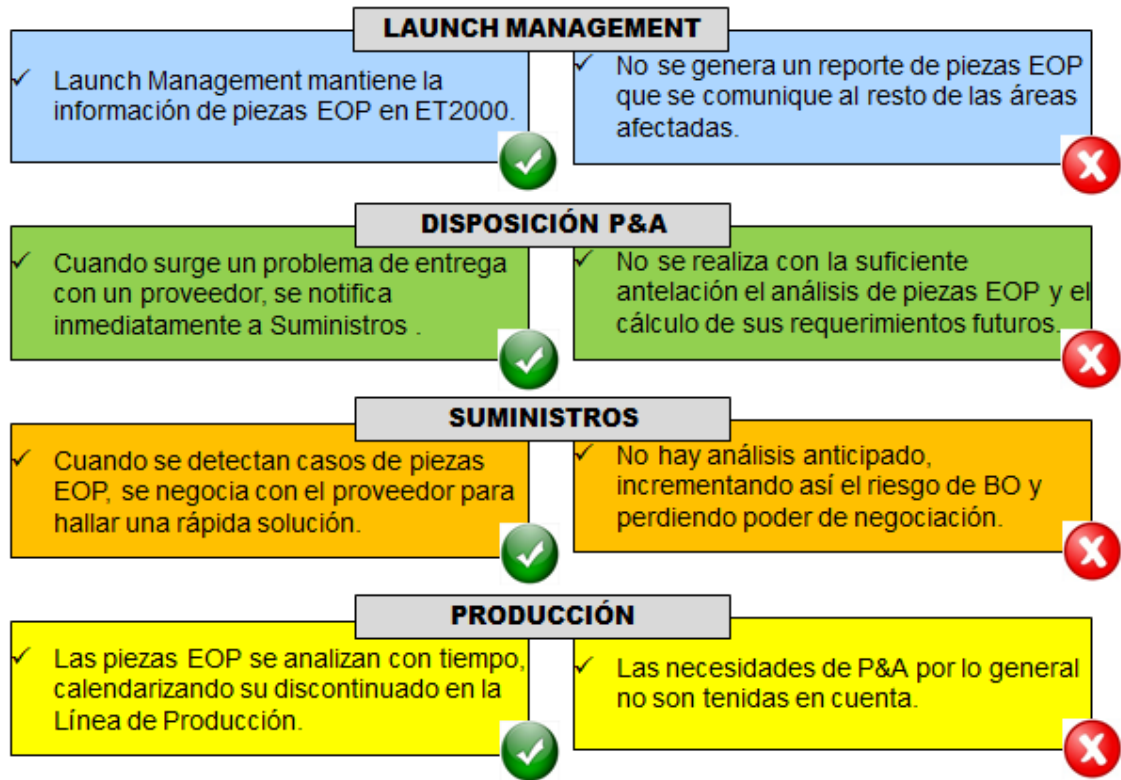 LAUNCH MANAGEMENT
✓ Launch Management mantiene la
información de piezas EOP en ET2000.
✓ No se genera un reporte de piezas EOP
que se comunique al resto de las áreas
afectadas.
DISPOSICIÓN P&A
✓ Cuando surge un problema de entrega
con un proveedor, se notifica
inmediatamente a Suministros .
✓ No se realiza con la suficiente
antelación el análisis de piezas EOP y el
cálculo de sus requerimientos futuros.
SUMINISTROS
✓ Cuando se detectan casos de piezas
EOP, se negocia con el proveedor para
hallar una rápida solución.
✓ No hay análisis anticipado,
incrementando así el riesgo de BO y
perdiendo poder de negociación.
PRODUCCIÓN
✓ Las piezas EOP se analizan con tiempo,
calendarizando su discontinuado en la
Línea de Producción.
✓ Las necesidades de P&A por lo general
no son tenidas en cuenta.